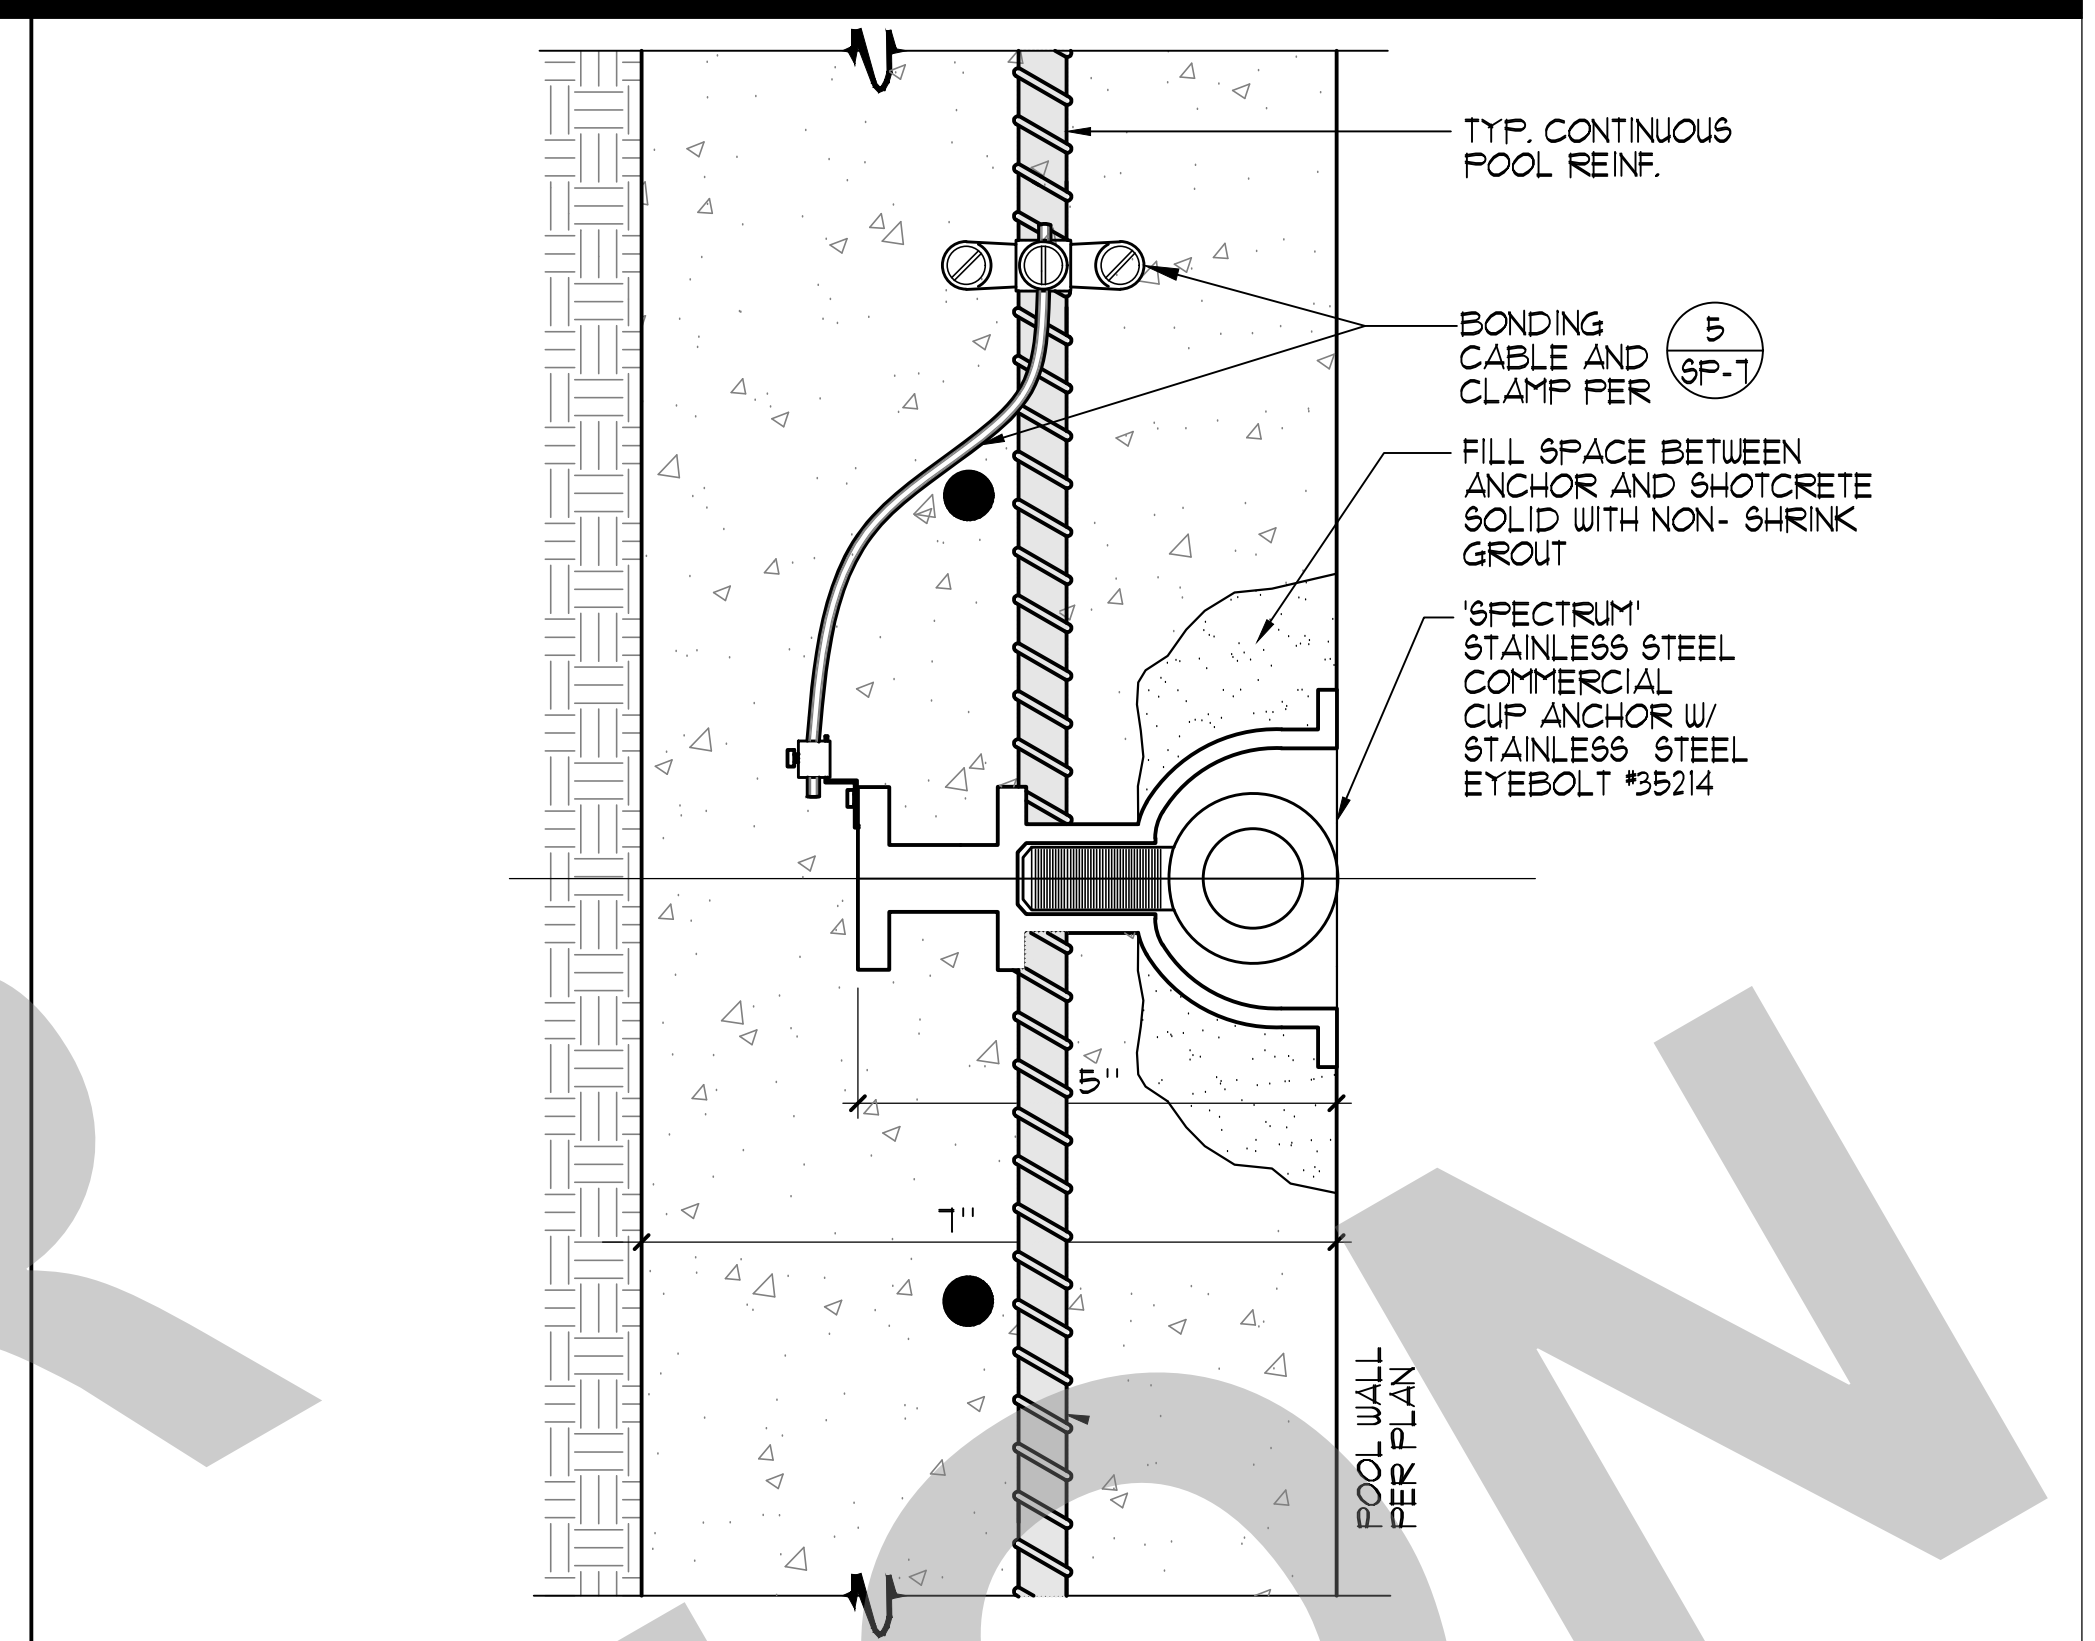 TYP. CONTINUOUS
POOL REINF.
BONDING
CABLE AND
CLAMP PER
5
SP-7
FILL SPACE BETWEEN
ANCHOR AND SHOTCRETE
SOLID WITH NON- SHRINK
GROUT
'SPECTRUM'
STAINLESS STEEL
COMMERCIAL
CUP ANCHOR W/
STAINLESS STEEL
EYEBOLT #35214
5"
7"
POOL WALL
PER PLAN